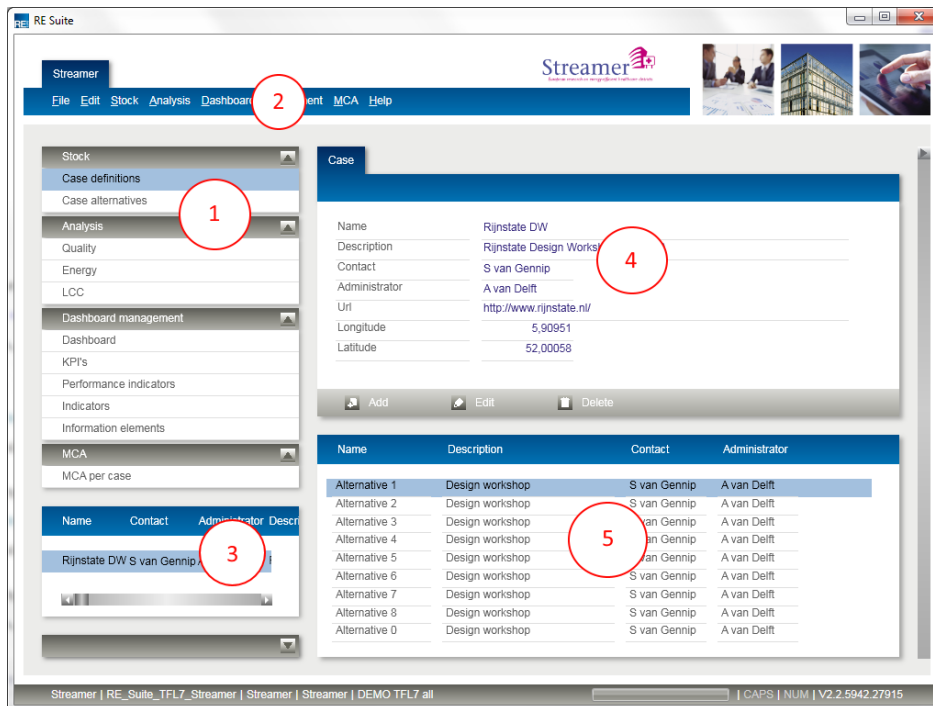 RE RE Suite
Streamer
Streamer
File Edit Stock Analysis Dashboard 2 MCA Help
Stock
Case definitions
Case alternatives
1
Analysis
Quality
Energy
LCC
Dashboard management
Dashboard
KPI's
Performance indicators
Indicators
Information elements
MCA
MCA per case
Name Contact Administrator Descri
3
Rijnstate DW S van Gennip
Case
Name Rijnstate DW
Description Rijnstate Design
4
Contact S van Gennip
Administrator A van Delft
Url http://www.rijnstate.nl/
Longitude 5,90951
Latitude 52,00058
Add Edit Delete
Name Description Contact Administrator
Alternative 1 Design workshop S van Gennip A van Delft
Alternative 2 Design workshop S van Gennip A van Delft
Alternative 3 Design workshop van Gennip A van Delft
Alternative 4 Design workshop 5 van Gennip A van Delft
Alternative 5 Design workshop van Gennip A van Delft
Alternative 6 Design workshop S van Gennip A van Delft
Alternative 7 Design workshop S van Gennip A van Delft
Alternative 8 Design workshop S van Gennip A van Delft
Alternative 0 Design workshop S van Gennip A van Delft
Streamer | RE_Suite_TFL7_Streamer | Streamer | Streamer | DEMO TFL7 all | CAPS | NUM | V2.2.5942.27915